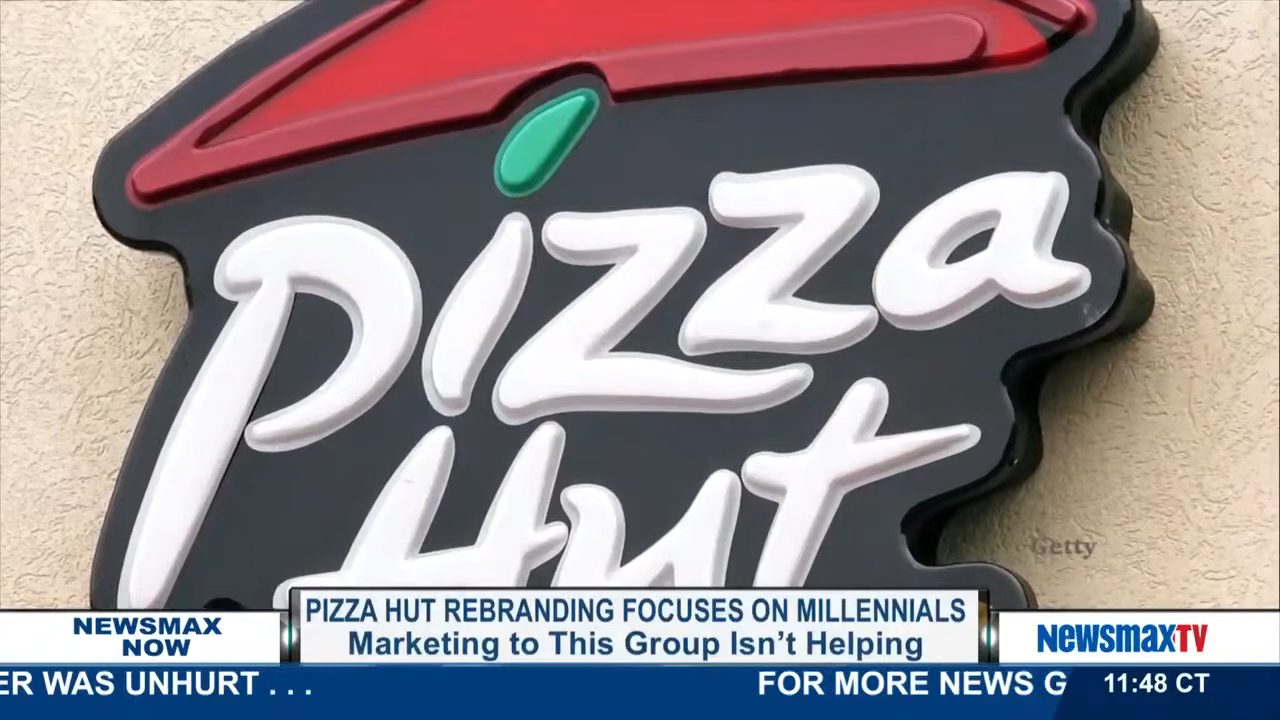 Pizza
Hut
Getty
PIZZA HUT REBRANDING FOCUSES ON MILLENNIALS
Marketing to This Group Isn't Helping
NEWSMAX
NOW
NEWSMAXTV
ER WAS UNHURT . . .
FOR MORE NEWS G
11:48 CT